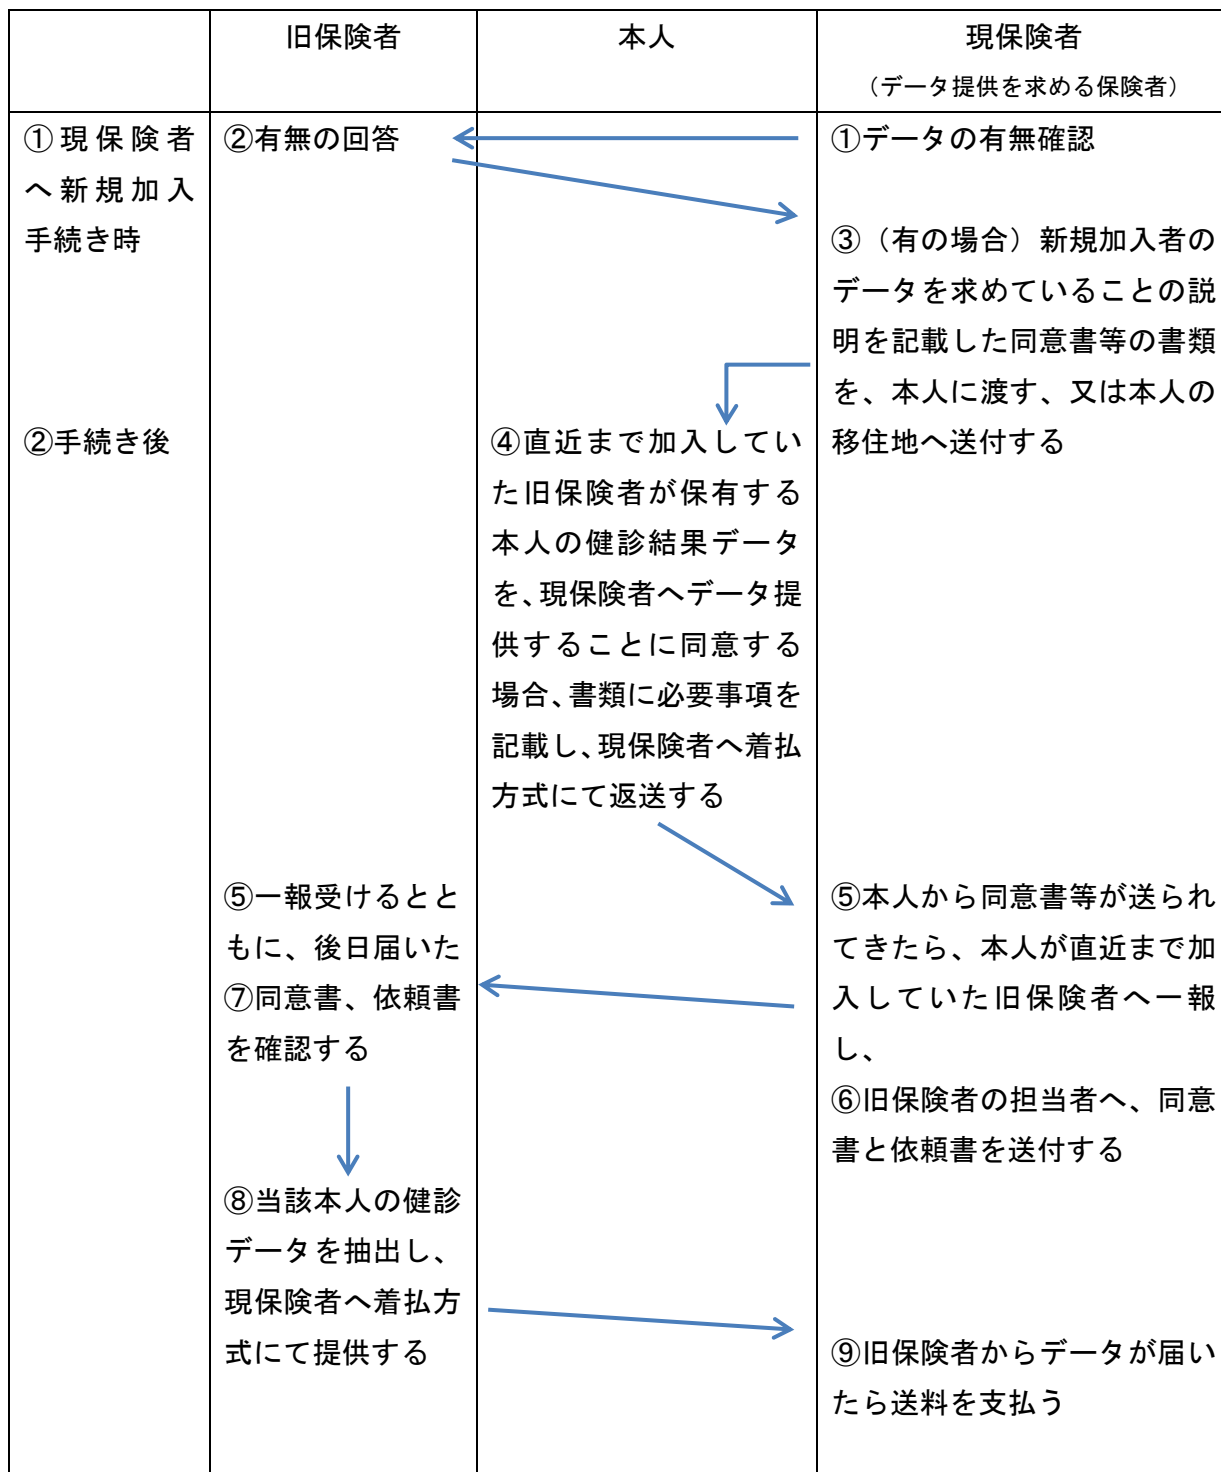 旧保険者
本人
現保険者
（データ提供を求める保険者）
①現保険者
へ新規加入
手続き時
②手続き後
②有無の回答
⑤一報受けるとと
もに、後日届いた
⑦同意書、依頼書
を確認する
⑧当該本人の健診
データを抽出し、
現保険者へ着払方
式にて提供する
④直近まで加入してい
た旧保険者が保有する
本人の健診結果データ
を、現保険者へデータ提
供することに同意する
場合、書類に必要事項を
記載し、現保険者へ着払
方式にて返送する
①データの有無確認
③（有の場合）新規加入者の
データを求めていることの説
明を記載した同意書等の書類
を、本人に渡す、又は本人の
移住地へ送付する
⑤本人から同意書等が送られ
てきたら、本人が直近まで加
入していた旧保険者へ一報
し、
⑥旧保険者の担当者へ、同意
書と依頼書を送付する
⑨旧保険者からデータが届い
たら送料を支払う